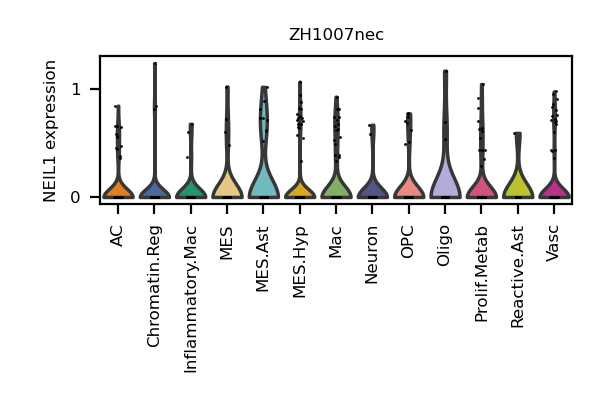 ZH1007nec
NEIL1 expression
1
0
AC
Chromatin.Reg
Inflammatory.Mac
MES
MES.Ast
MES.Hyp
Mac
Neuron
OPC
Oligo
Prolif.Metab
Reactive.Ast
Vasc